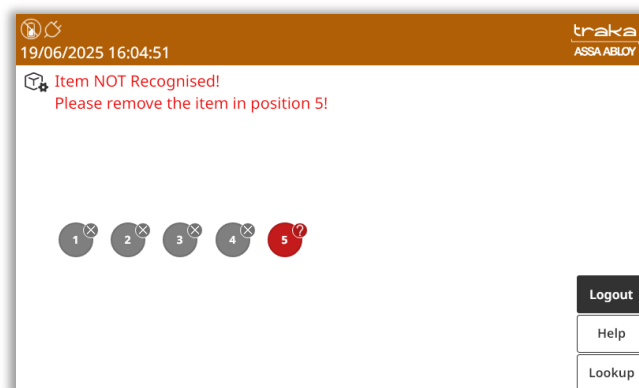 traka
19/06/2025 16:04:51
ASSA ABLOY
Item NOT Recognised!
Please remove the item in position 5!
1 2 3 4 5 ?
Logout
Help
Lookup